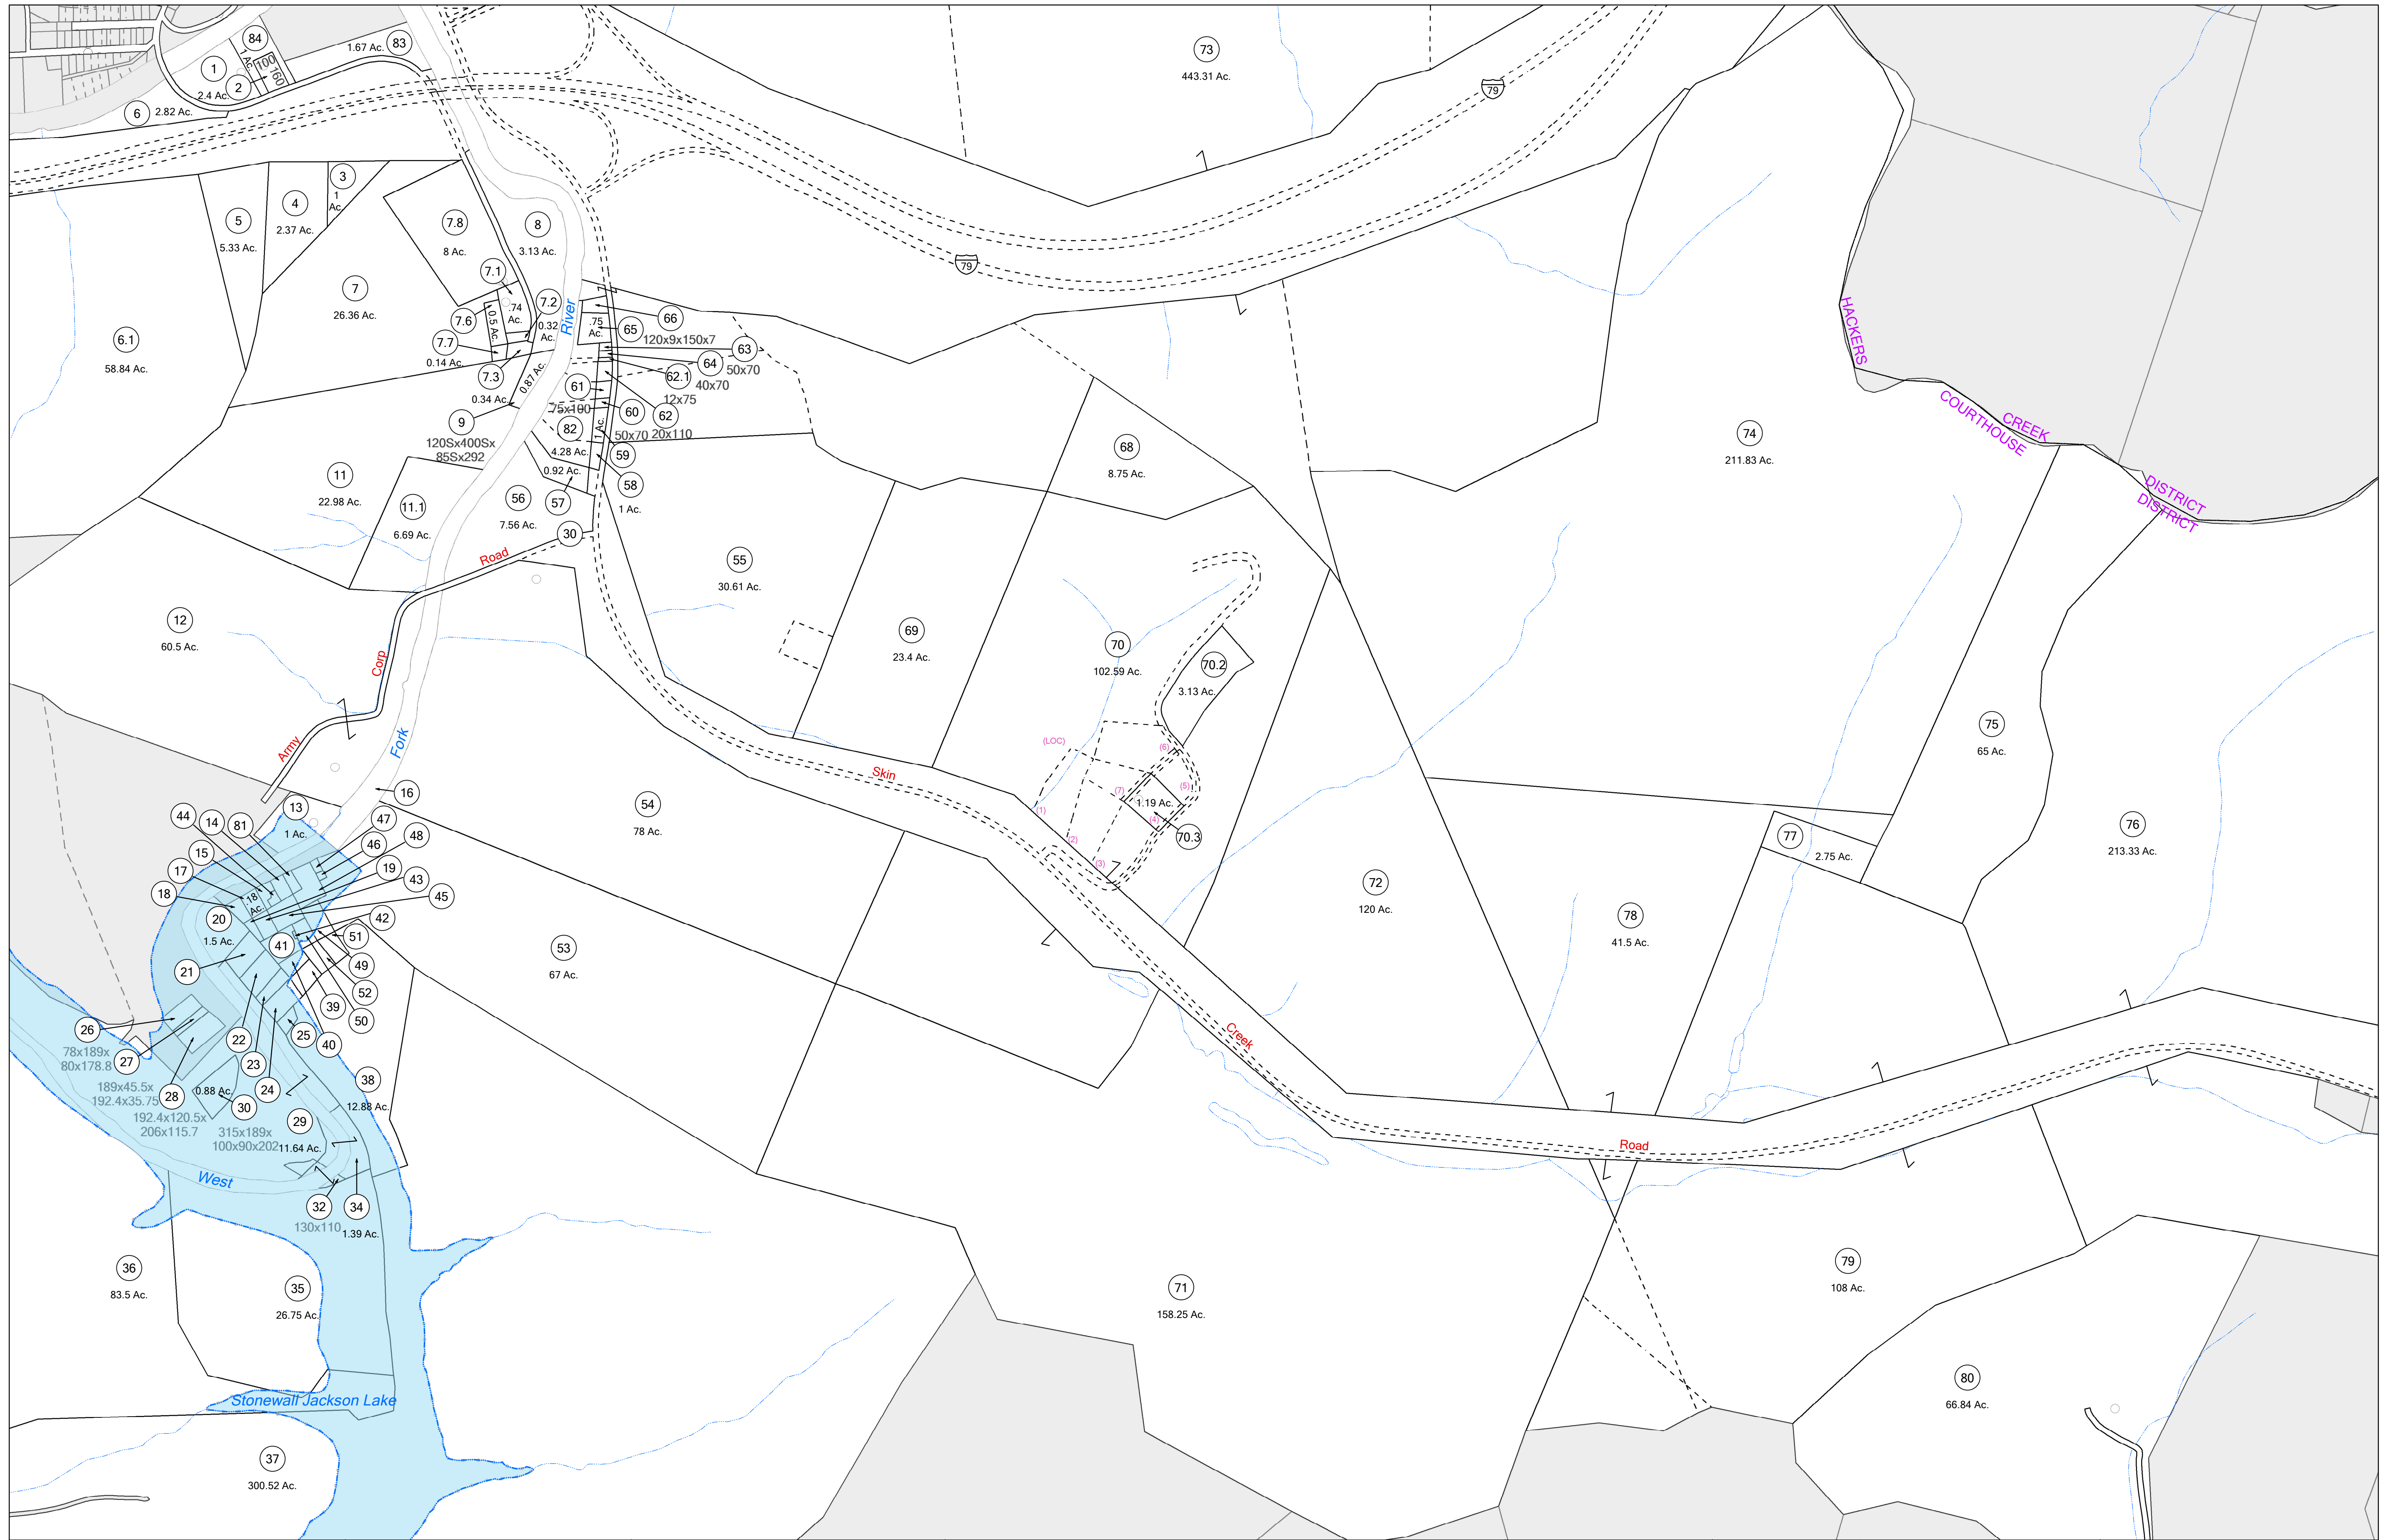 84
1.67 Ac.
83
1
1 Ac.
100
160
2
2.4 Ac.
6
2.82 Ac.
73
443.31 Ac.
79
79
3
1
Ac.
4
2.37 Ac.
5
5.33 Ac.
7.8
8 Ac.
8
3.13 Ac.
7
26.36 Ac.
7.1
.74
Ac.
7.2
0.32
Ac.
7.6
0.5 Ac.
7.7
0.14 Ac.
7.3
0.34 Ac.
0.87 Ac.
River
66
.75
Ac.
65
120x9x150x7
63
64
50x70
62.1
40x70
12x75
61
75x100
60
62
50x70
20x110
6.1
58.84 Ac.
9
120Sx400Sx
85Sx292
82
4.28 Ac.
1 Ac.
59
0.92 Ac.
58
1 Ac.
57
56
7.56 Ac.
11
22.98 Ac.
11.1
6.69 Ac.
30
Road
HACKERS
CREEK
COURTHOUSE
DISTRICT
DISTRICT
68
8.75 Ac.
74
211.83 Ac.
55
30.61 Ac.
12
60.5 Ac.
69
23.4 Ac.
70
102.59 Ac.
70.2
3.13 Ac.
Corp
Army
Fork
Skin
(LOC)
(6)
(5)
(7)
1.19 Ac.
(1)
(4)
(2)
(3)
70.3
75
65 Ac.
76
213.33 Ac.
77
2.75 Ac.
16
13
1 Ac.
54
78 Ac.
44
14
81
47
48
46
15
17
19
43
18
.18
Ac.
45
20
1.5 Ac.
42
41
51
49
21
52
39
50
26
78x189x
80x178.8
27
22
25
40
23
189x45.5x
192.4x35.75
28
24
0.88 Ac.
30
38
12.88 Ac.
192.4x120.5x
206x115.7
29
315x189x
100x90x202
11.64 Ac.
West
32
34
130x110
1.39 Ac.
53
67 Ac.
72
120 Ac.
78
41.5 Ac.
Creek
Road
36
83.5 Ac.
35
26.75 Ac.
71
158.25 Ac.
79
108 Ac.
80
66.84 Ac.
Stonewall Jackson Lake
37
300.52 Ac.